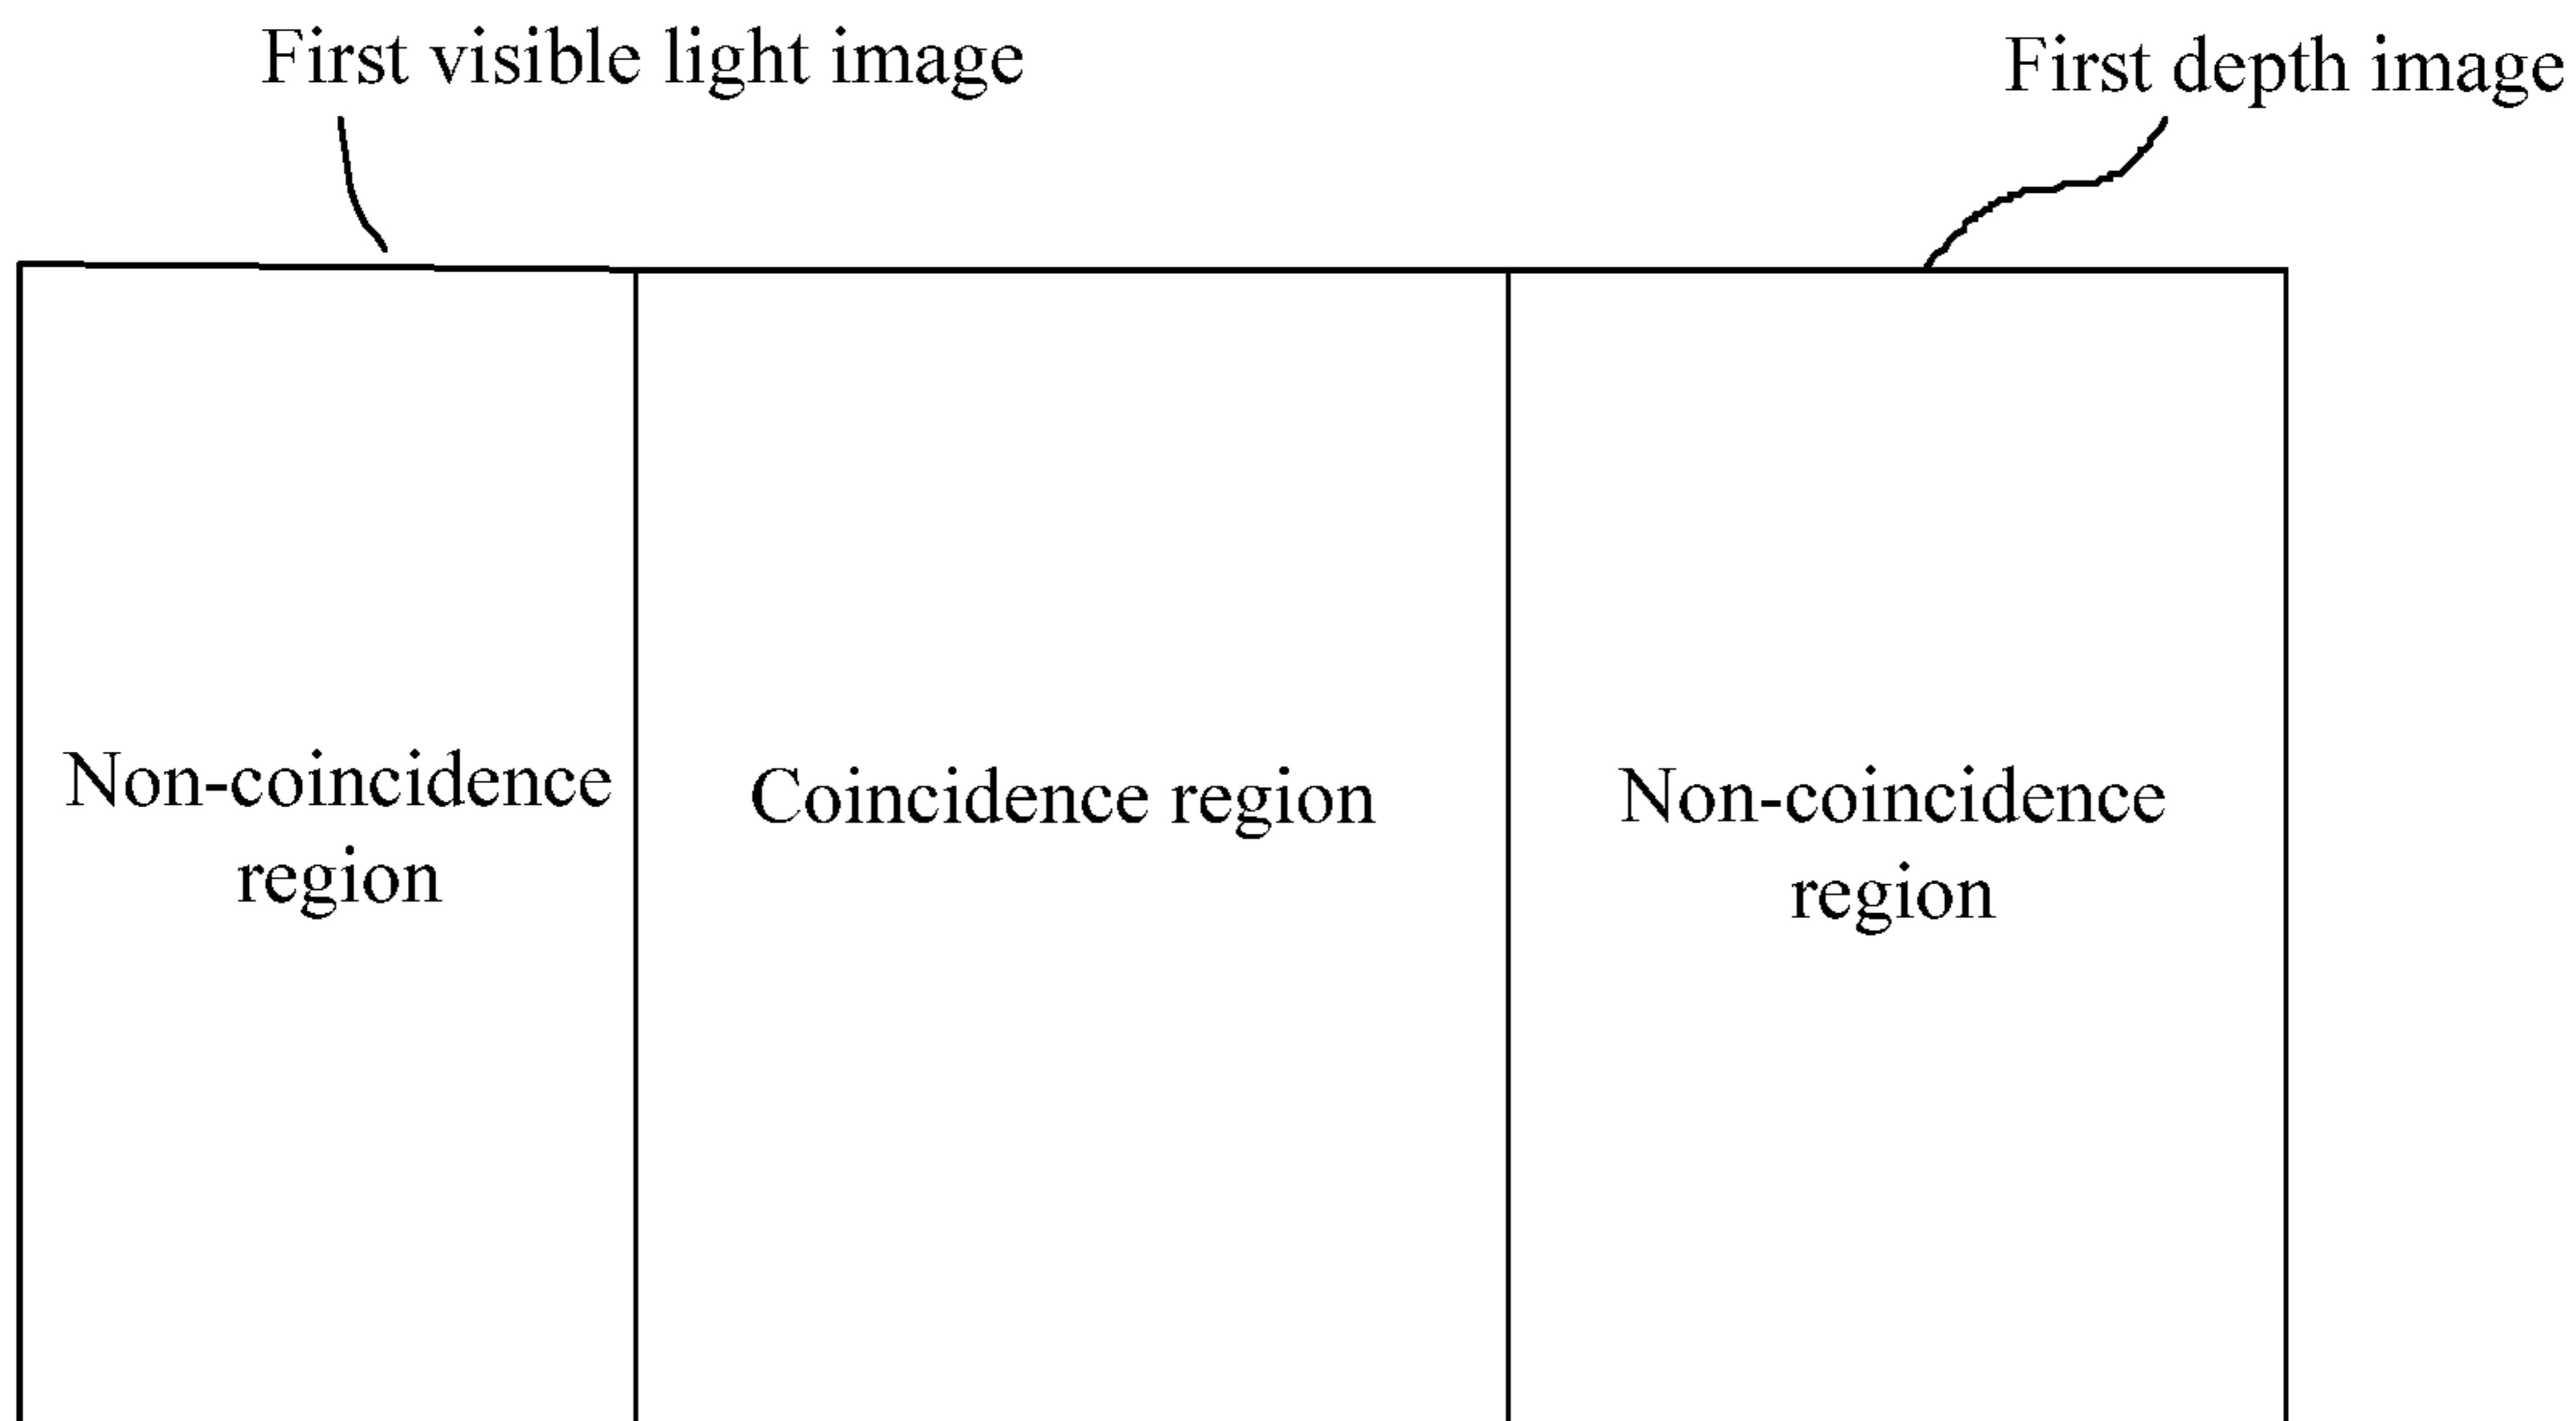 First visible light image
First depth image
Non-coincidence
region
Coincidence region
Non-coincidence
region